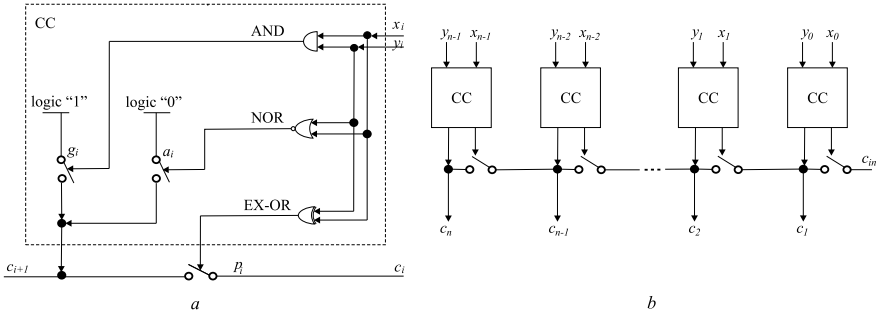 CC
AND
x_i
y_i
logic “1”
logic “0”
NOR
g_i
a_i
EX-OR
c_{i+1}
p_i
c_i
a
y_{n-1} x_{n-1}
y_{n-2} x_{n-2}
y_1 x_1
y_0 x_0
CC
CC
CC
CC
c_{in}
c_n
c_{n-1}
c_2
c_1
b